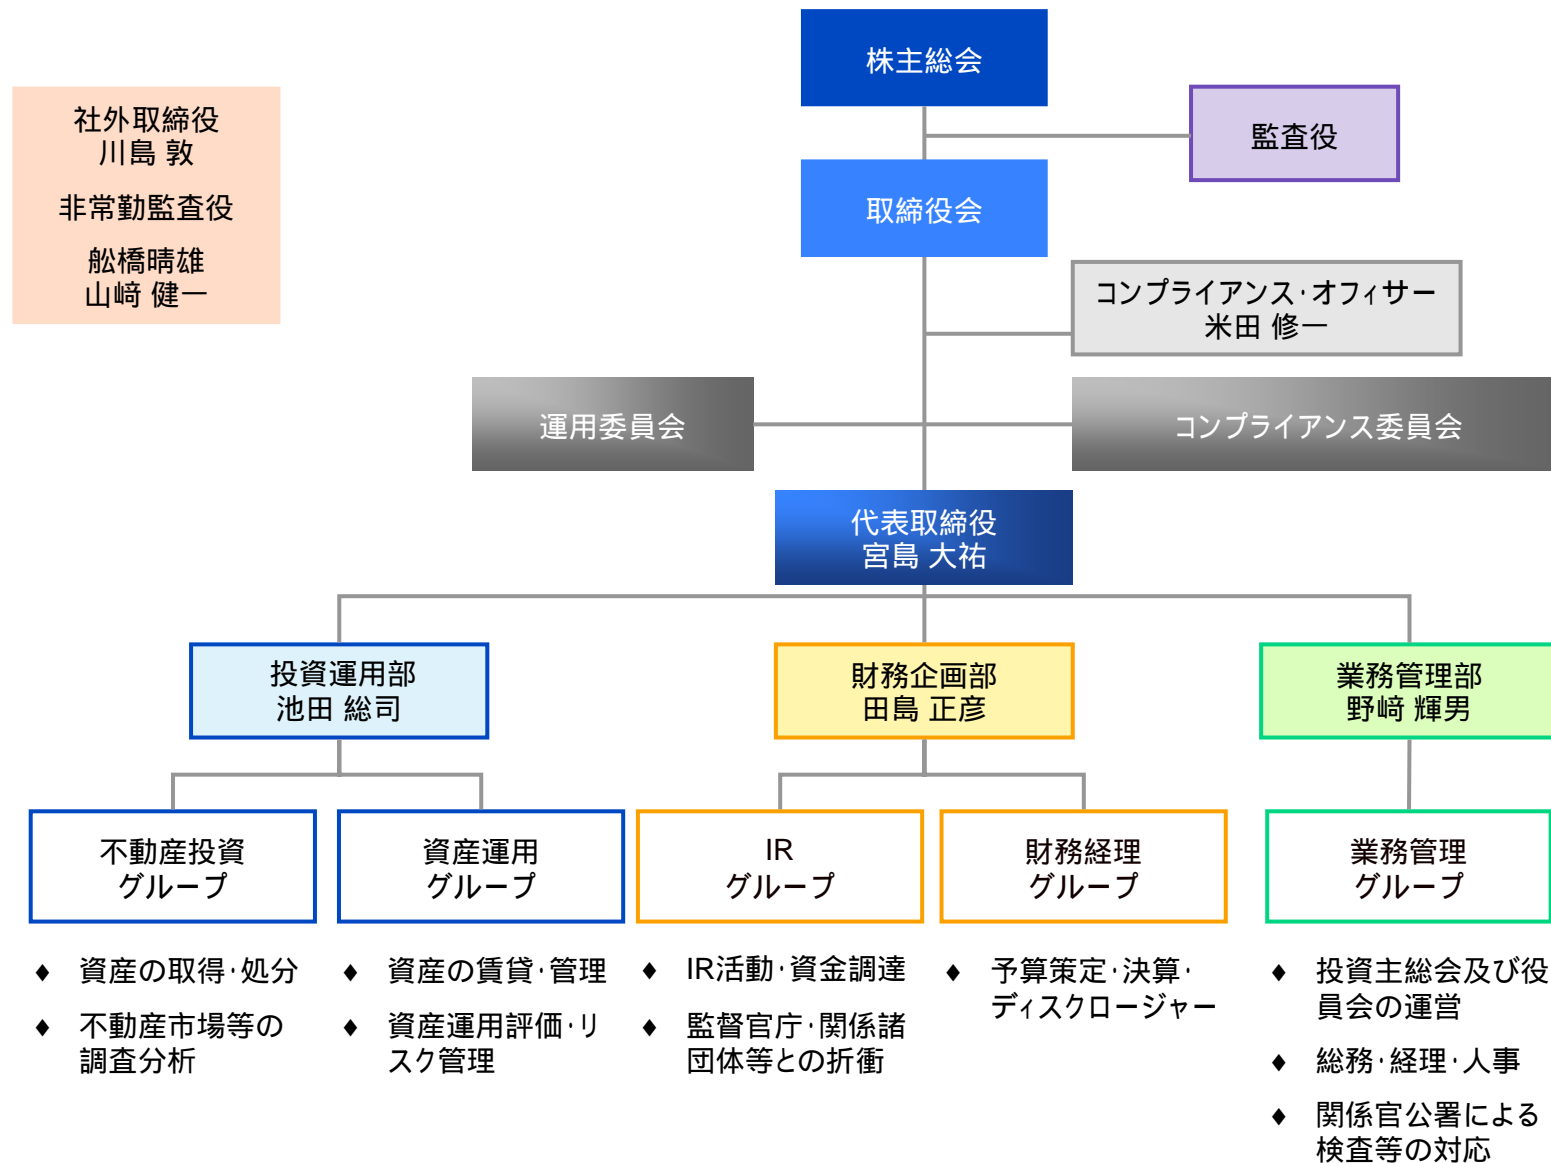 株主総会
社外取締役
川島 敦
非常勤監査役
舩橋晴雄
山﨑 健一
監査役
取締役会
コンプライアンス・オフィサー
米田 修一
運用委員会
コンプライアンス委員会
代表取締役
宮島 大祐
投資運用部
池田 総司
財務企画部
田島 正彦
業務管理部
野﨑 輝男
不動産投資
グループ
資産運用
グループ
IR
グループ
財務経理
グループ
業務管理
グループ
♦ 資産の取得・処分
♦ 不動産市場等の
調査分析
♦ 資産の賃貸・管理
♦ 資産運用評価・リ
スク管理
♦ IR活動・資金調達
♦ 監督官庁・関係諸
団体等との折衝
♦ 予算策定・決算・
ディスクロージャー
♦ 投資主総会及び役
員会の運営
♦ 総務・経理・人事
♦ 関係官公署による
検査等の対応